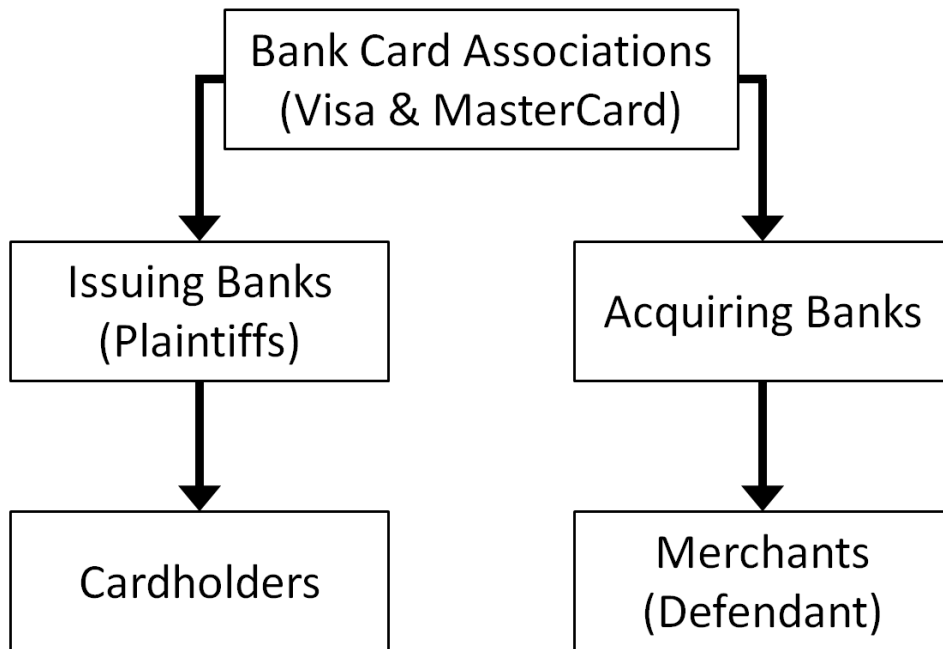 Bank Card Associations
(Visa & MasterCard)
Issuing Banks
(Plaintiffs)
Acquiring Banks
Cardholders
Merchants
(Defendant)